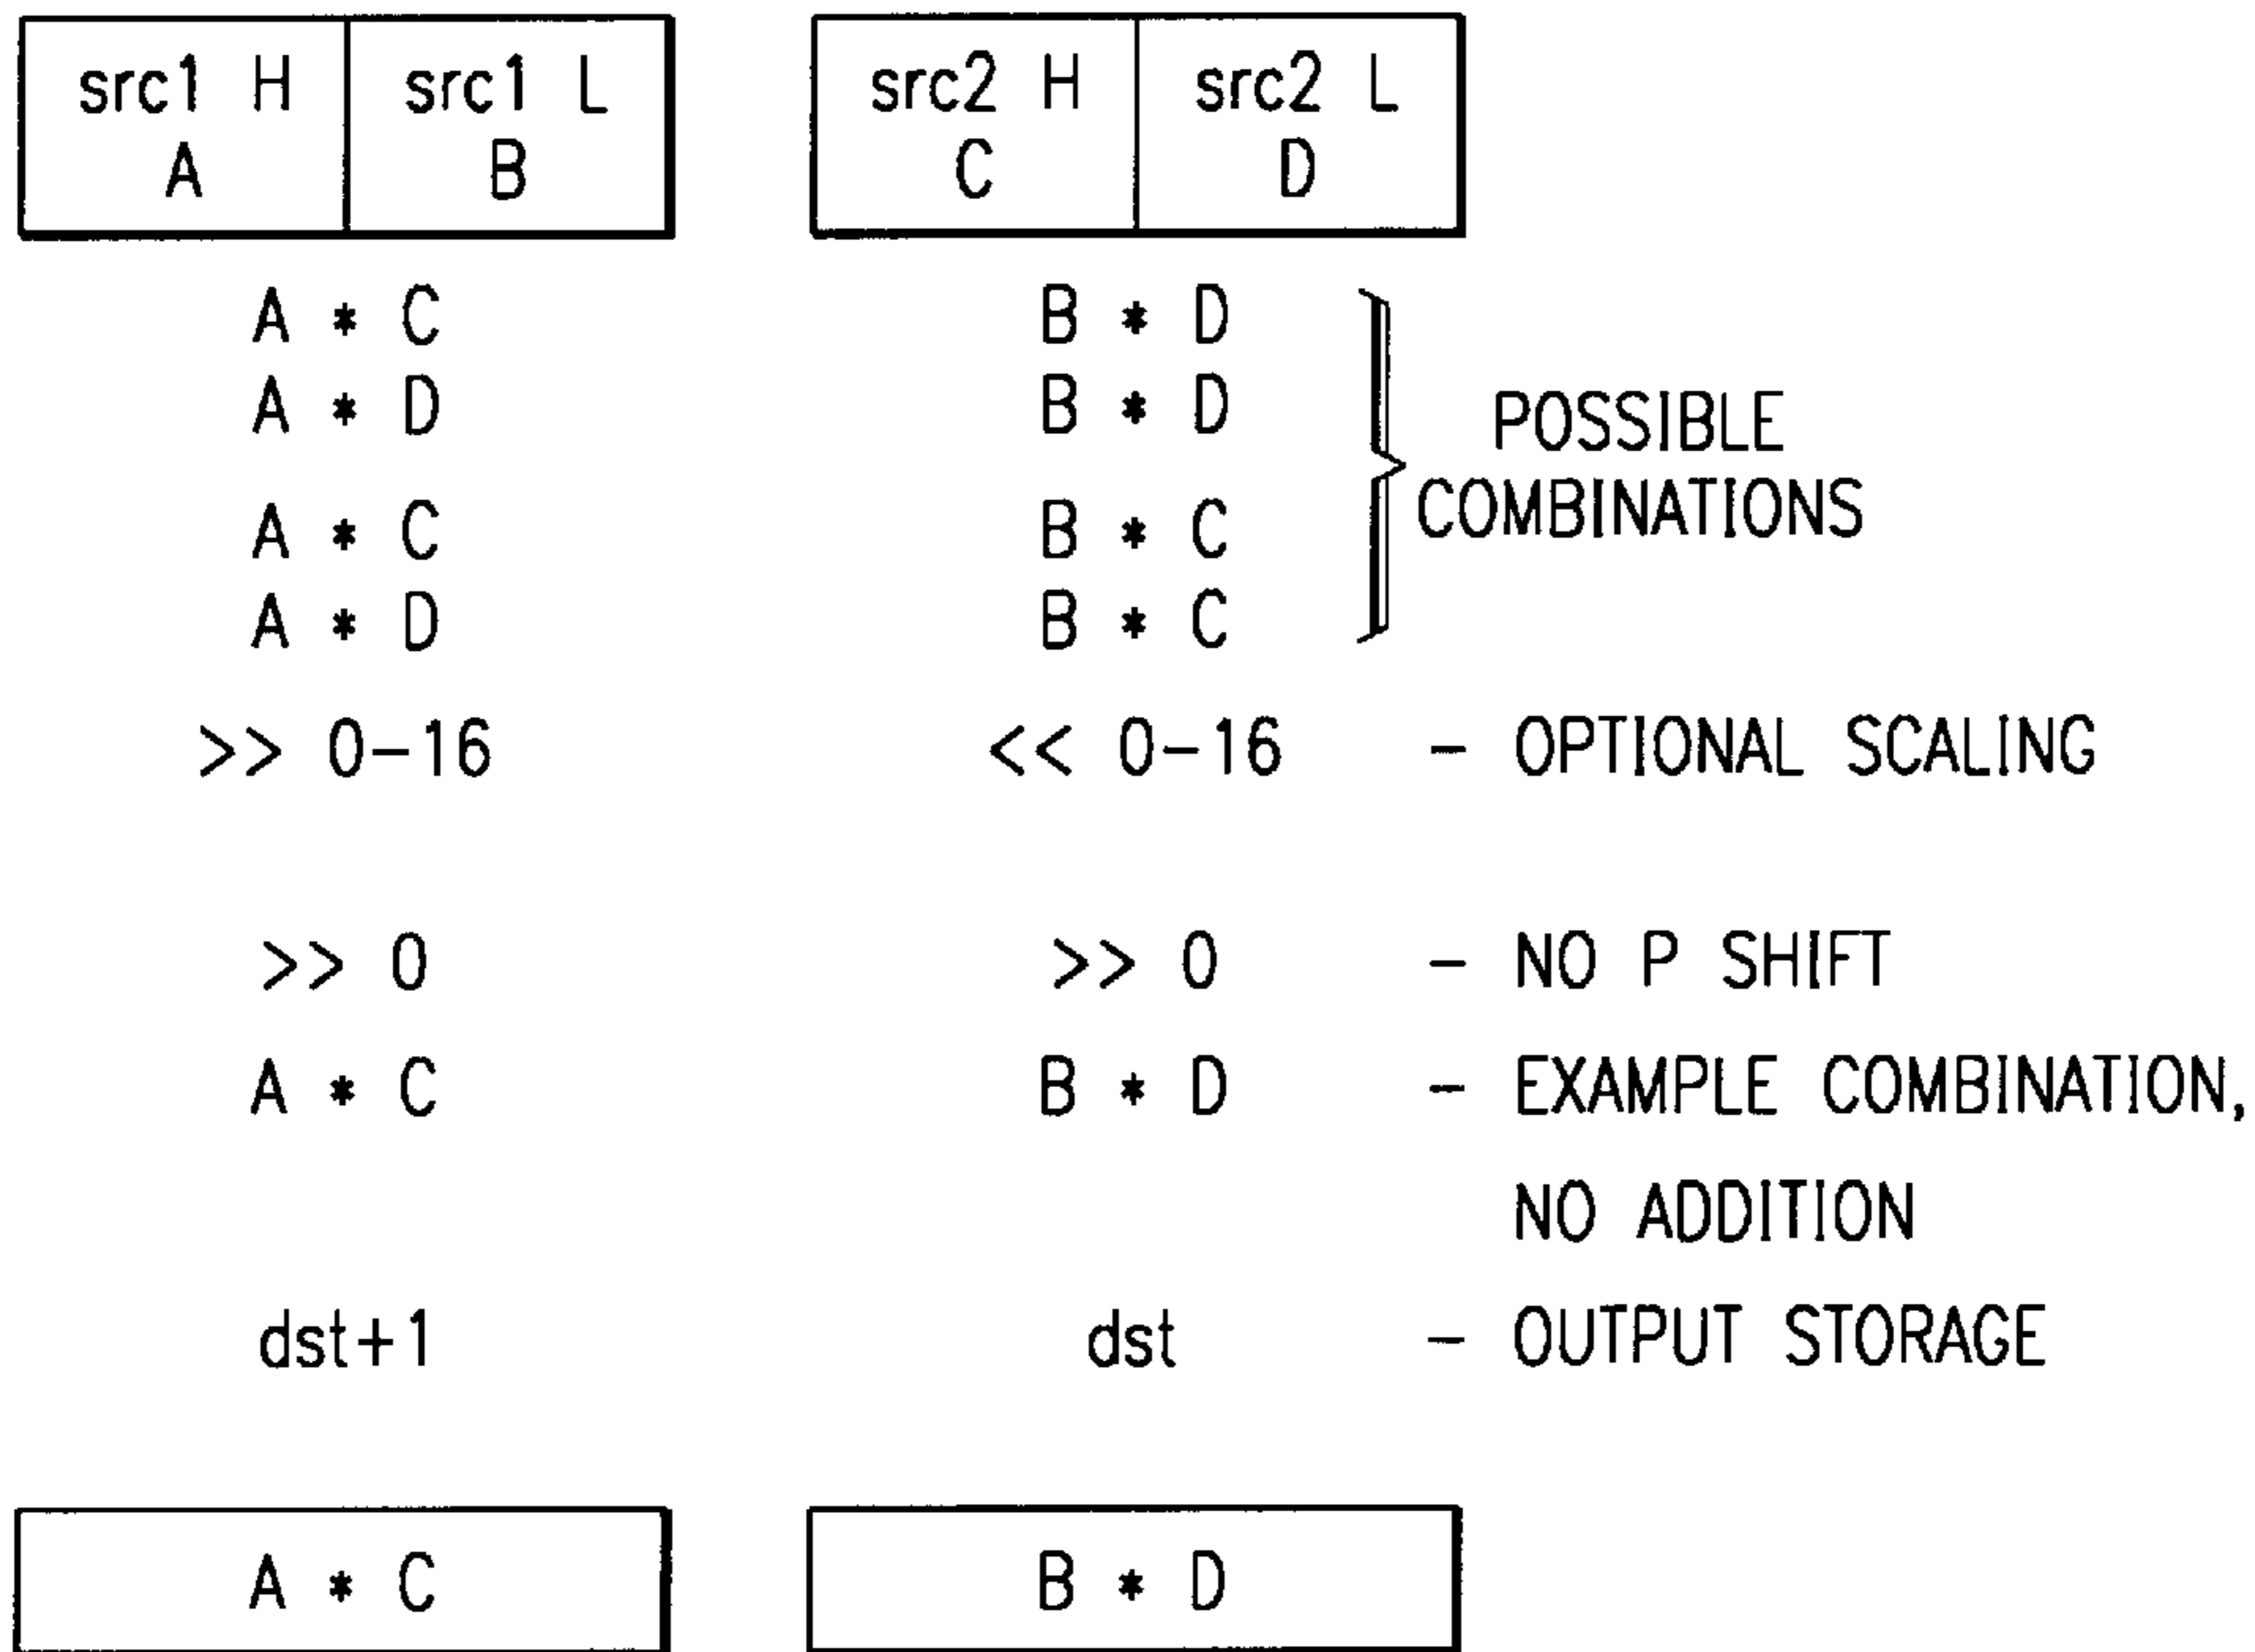 src1 H src1 L src2 H src2 L
A B C D
A * C B * D
A * D B * D
POSSIBLE
COMBINATIONS
A * C B * C
A * D B * C
>> 0-16 << 0-16 - OPTIONAL SCALING
>> 0 >> 0 - NO P SHIFT
A * C B * D - EXAMPLE COMBINATION,
NO ADDITION
dst+1 dst - OUTPUT STORAGE
A * C B * D